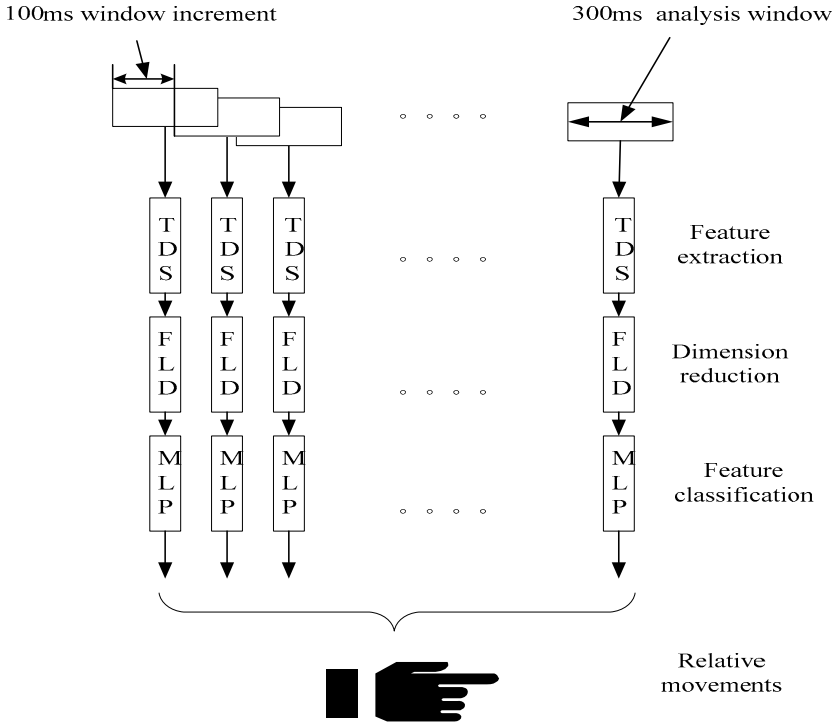 100ms window increment
300ms analysis window
T T T T
D D D D
S S S S
Feature
extraction
F F F F
L L L L
D D D D
Dimension
reduction
M M M M
L L L L
P P P P
Feature
classification
Relative
movements